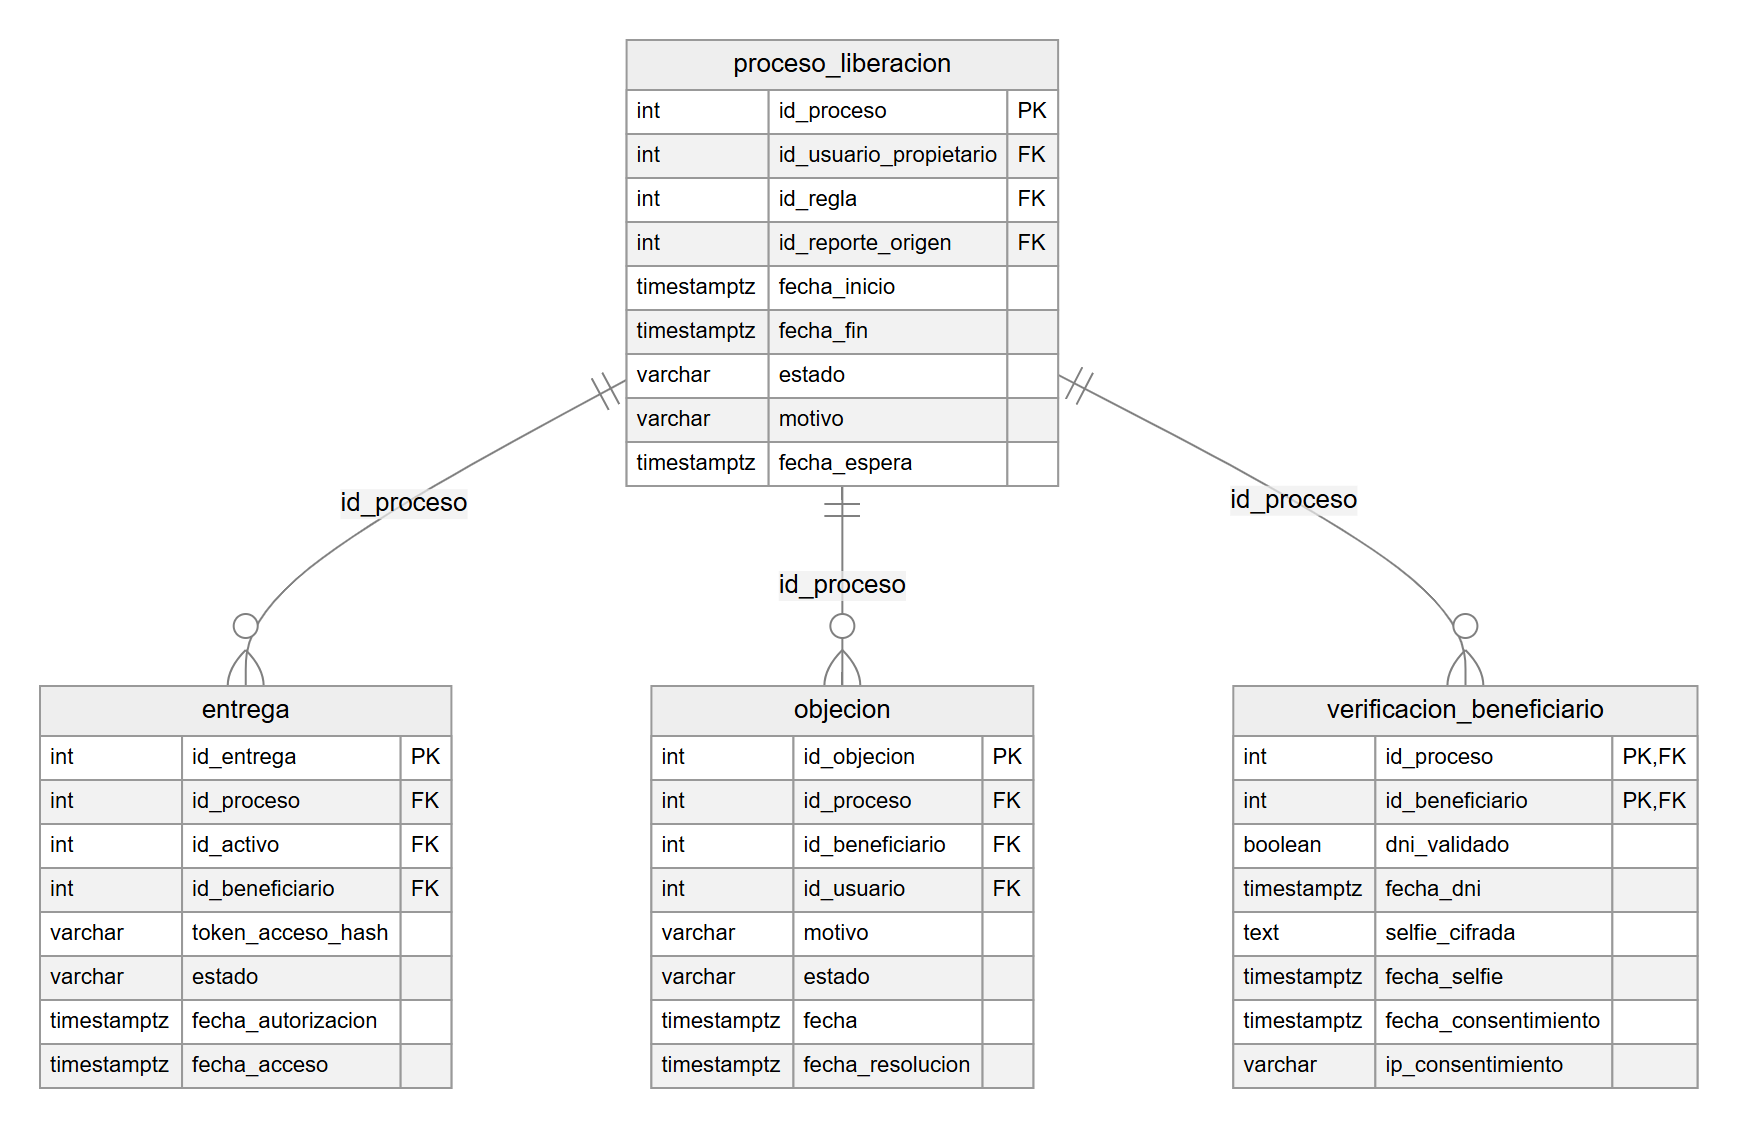 proceso_liberacion
int id_proceso PK
int id_usuario_propietario FK
int id_regla FK
int id_reporte_origen FK
timestamptz fecha_inicio
timestamptz fecha_fin
varchar estado
varchar motivo
timestamptz fecha_espera
id_proceso
id_proceso
id_proceso
entrega
int id_entrega PK
int id_proceso FK
int id_activo FK
int id_beneficiario FK
varchar token_acceso_hash
varchar estado
timestamptz fecha_autorizacion
timestamptz fecha_acceso
objecion
int id_objecion PK
int id_proceso FK
int id_beneficiario FK
int id_usuario FK
varchar motivo
varchar estado
timestamptz fecha
timestamptz fecha_resolucion
verificacion_beneficiario
int id_proceso PK,FK
int id_beneficiario PK,FK
boolean dni_validado
timestamptz fecha_dni
text selfie_cifrada
timestamptz fecha_selfie
timestamptz fecha_consentimiento
varchar ip_consentimiento